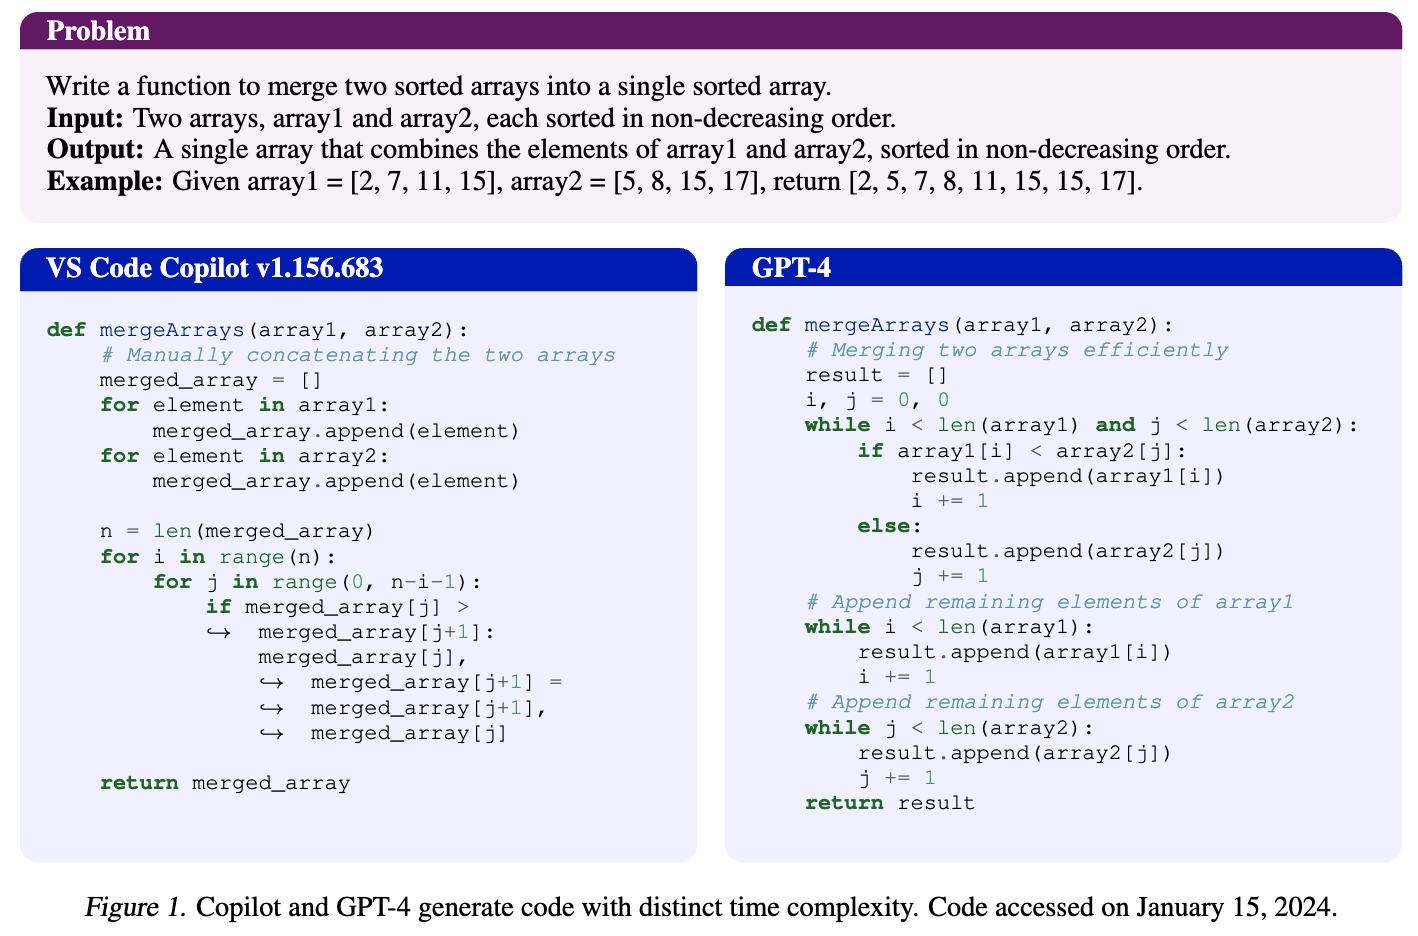 Problem
Write a function to merge two sorted arrays into a single sorted array.
Input: Two arrays, array1 and array2, each sorted in non-decreasing order.
Output: A single array that combines the elements of array1 and array2, sorted in non-decreasing order.
Example: Given array1 = [2, 7, 11, 15], array2 = [5, 8, 15, 17], return [2, 5, 7, 8, 11, 15, 15, 17].
VS Code Copilot v1.156.683
def mergeArrays(array1, array2):
    # Manually concatenating the two arrays
    merged_array = []
    for element in array1:
        merged_array.append(element)
    for element in array2:
        merged_array.append(element)

    n = len(merged_array)
    for i in range(n):
        for j in range(0, n-i-1):
            if merged_array[j] >
            ↪ merged_array[j+1]:
                merged_array[j],
                ↪ merged_array[j+1] =
                ↪ merged_array[j+1],
                ↪ merged_array[j]

    return merged_array
GPT-4
def mergeArrays(array1, array2):
    # Merging two arrays efficiently
    result = []
    i, j = 0, 0
    while i < len(array1) and j < len(array2):
        if array1[i] < array2[j]:
            result.append(array1[i])
            i += 1
        else:
            result.append(array2[j])
            j += 1
    # Append remaining elements of array1
    while i < len(array1):
        result.append(array1[i])
        i += 1
    # Append remaining elements of array2
    while j < len(array2):
        result.append(array2[j])
        j += 1
    return result
Figure 1. Copilot and GPT-4 generate code with distinct time complexity. Code accessed on January 15, 2024.